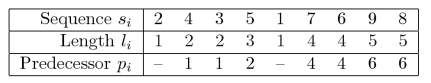 Sequence sᵢ 2 4 3 5 1 7 6 9 8
Length lᵢ 1 2 2 3 1 4 4 5 5
Predecessor pᵢ – 1 1 2 – 4 4 6 6